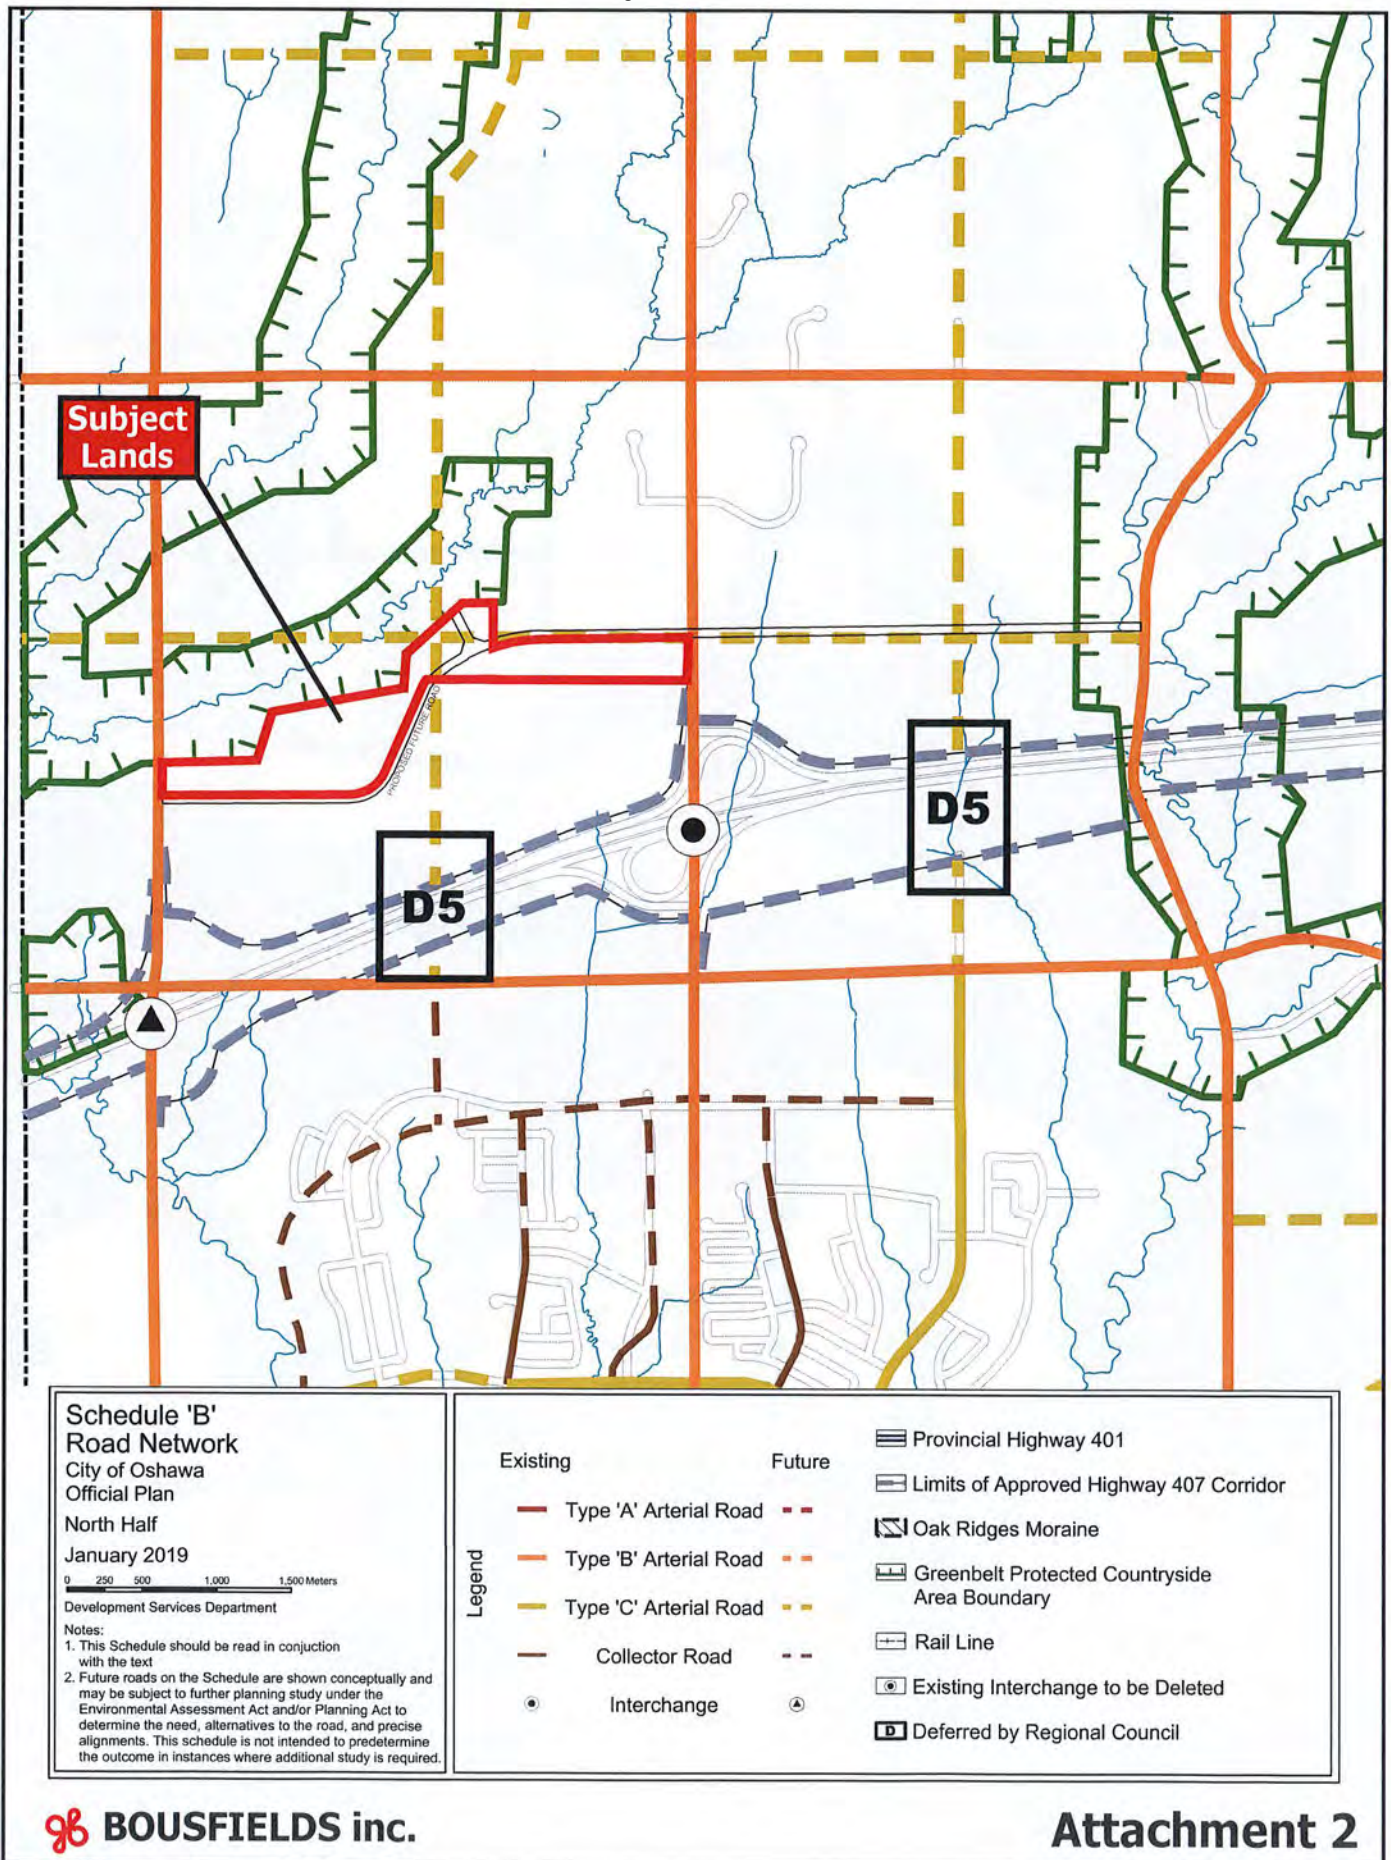 Subject
Lands
PROPOSED FUTURE ROAD
D5
D5
Schedule 'B'
Road Network
City of Oshawa
Official Plan
North Half
January 2019
0 250 500 1,000 1,500 Meters
Development Services Department
Notes:
1. This Schedule should be read in conjuction
with the text
2. Future roads on the Schedule are shown conceptually and
may be subject to further planning study under the
Environmental Assessment Act and/or Planning Act to
determine the need, alternatives to the road, and precise
alignments. This schedule is not intended to predetermine
the outcome in instances where additional study is required.
Legend
Existing Future
Type 'A' Arterial Road
Type 'B' Arterial Road
Type 'C' Arterial Road
Collector Road
Interchange
Provincial Highway 401
Limits of Approved Highway 407 Corridor
Oak Ridges Moraine
Greenbelt Protected Countryside
Area Boundary
Rail Line
Existing Interchange to be Deleted
D Deferred by Regional Council
BOUSFIELDS inc.
Attachment 2